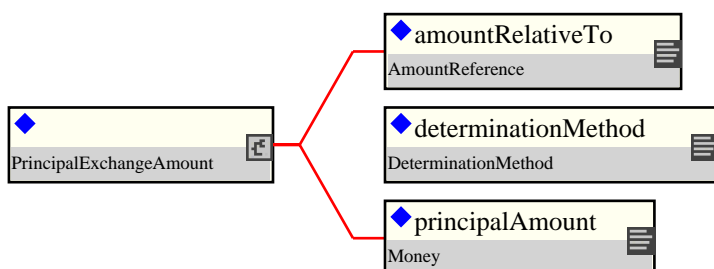 amountRelativeTo
AmountReference
PrincipalExchangeAmount
determinationMethod
DeterminationMethod
principalAmount
Money